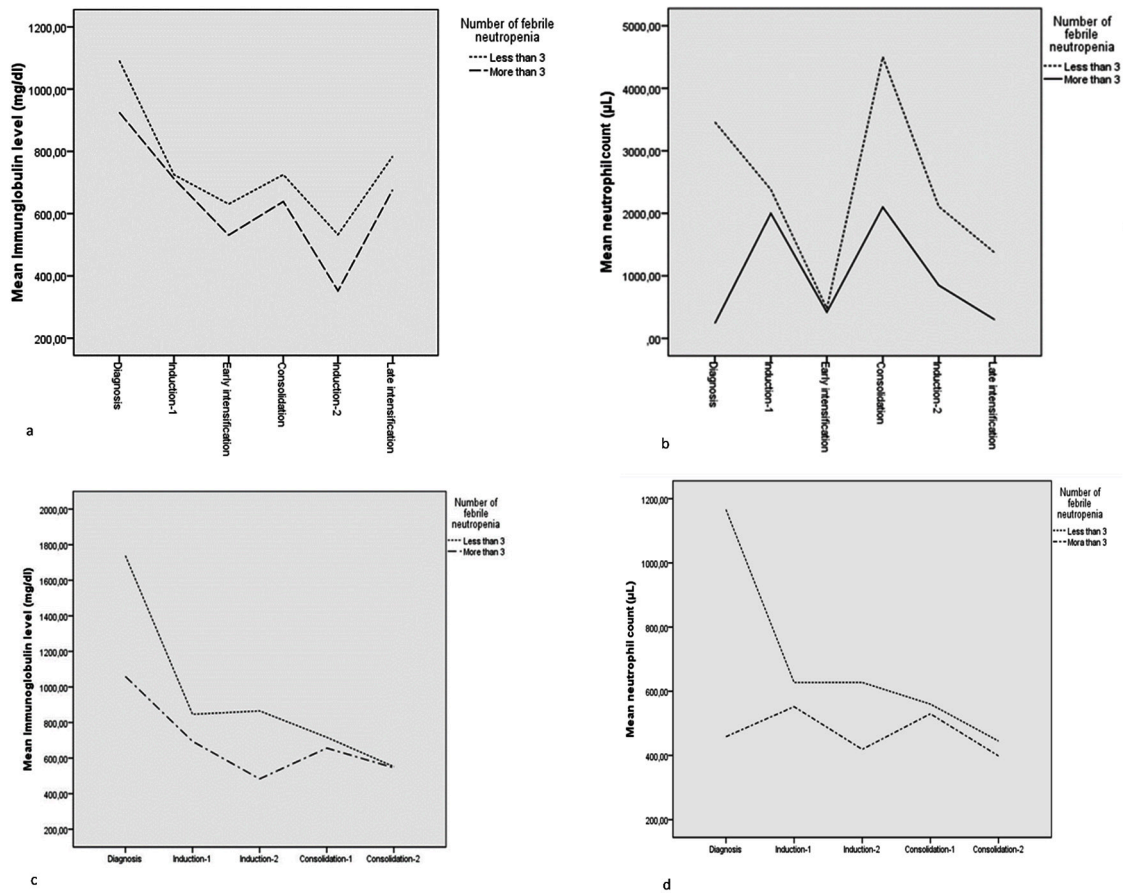 Mean Immunglobulin level (mg/dl)
1200,00
1000,00
800,00
600,00
400,00
200,00
Diagnosis
Induction-1
Early intensification
Consolidation
Induction-2
Late intensification
Number of febrile
neutropenia
Less than 3
More than 3
a
Mean neutrophilcount (µL)
5000,00
4000,00
3000,00
2000,00
1000,00
,00
Diagnosis
Induction-1
Early intensification
Consolidation
Induction-2
Late intensification
Number of
febrile
neutropenia
Less than 3
More than 3
b
Mean Immunoglobulin level (mg/dl)
2000,00
1800,00
1600,00
1400,00
1200,00
1000,00
800,00
600,00
400,00
200,00
Diagnosis
Induction-1
Induction-2
Consolidation-1
Consolidation-2
Number of
febrile
neutropenia
Less than 3
More than 3
c
Mean neutrophil count (µL)
1200,00
1000,00
800,00
600,00
400,00
200,00
Diagnosis
Induction-1
Induction-2
Consolidation-1
Consolidation-2
Number of
febrile
neutropenia
Less than 3
More than 3
d